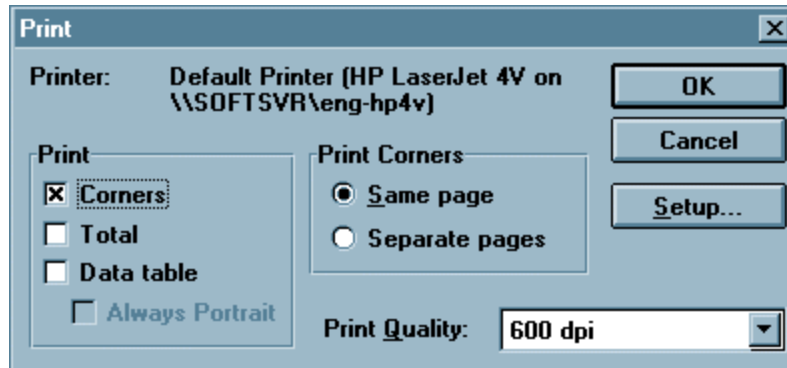 Print
Printer: Default Printer (HP LaserJet 4V on
\\SOFTSVR\eng-hp4v)
OK
Cancel
Setup...
Print
Corners
Total
Data table
Always Portrait
Print Corners
Same page
Separate pages
Print Quality: 600 dpi